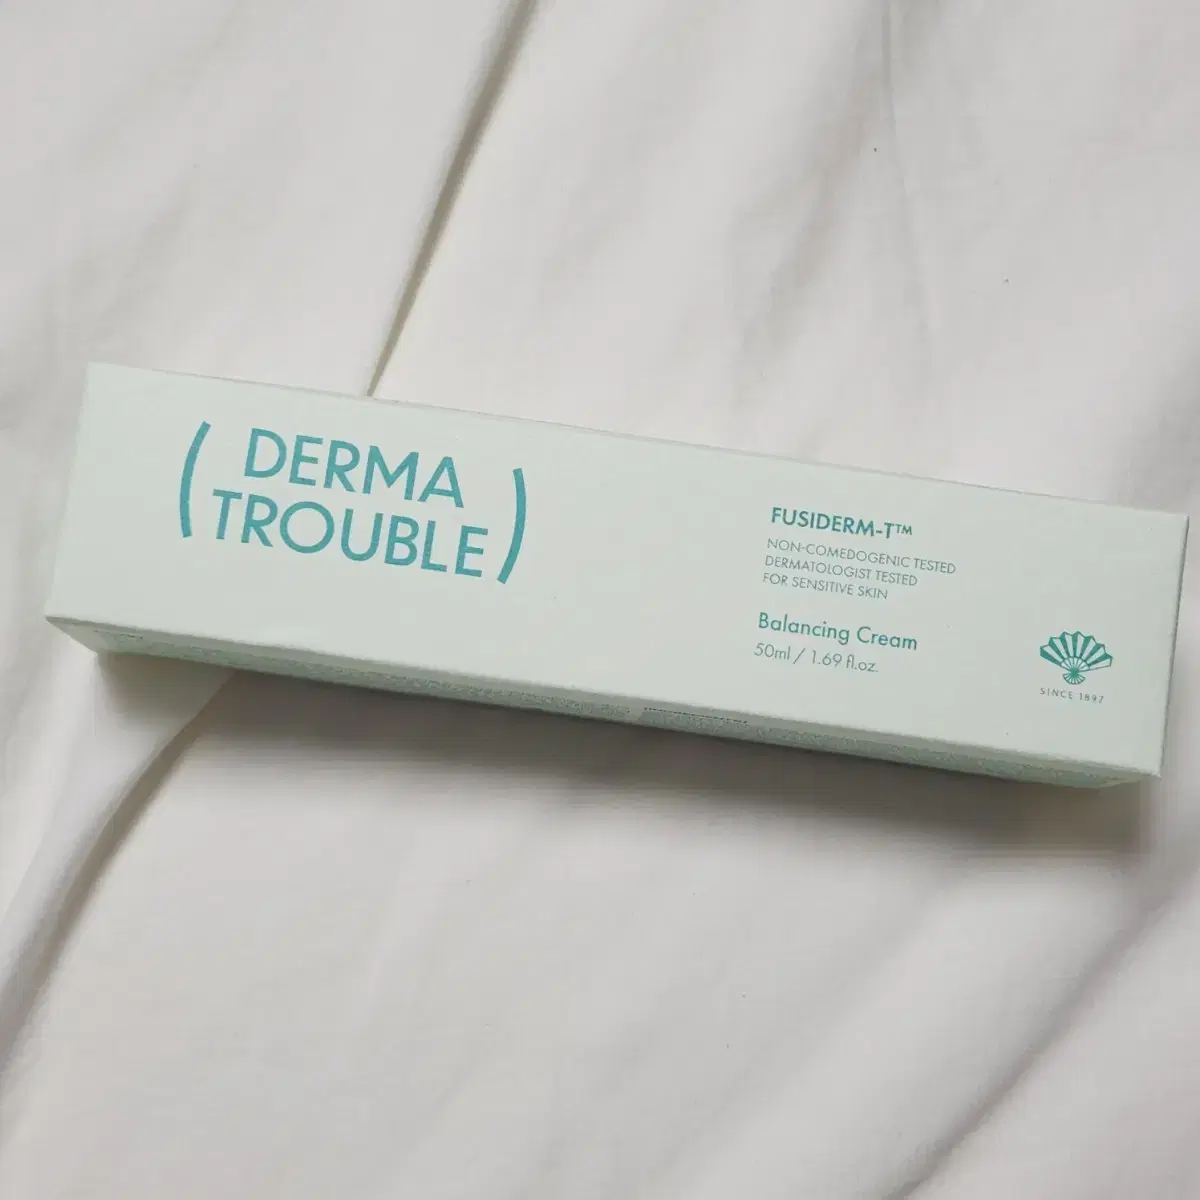 ( DERMA
TROUBLE )
FUSIDERM-T™
NON-COMEDOGENIC TESTED
DERMATOLOGIST TESTED
FOR SENSITIVE SKIN
Balancing Cream
50ml / 1.69 fl.oz.
SINCE 1897